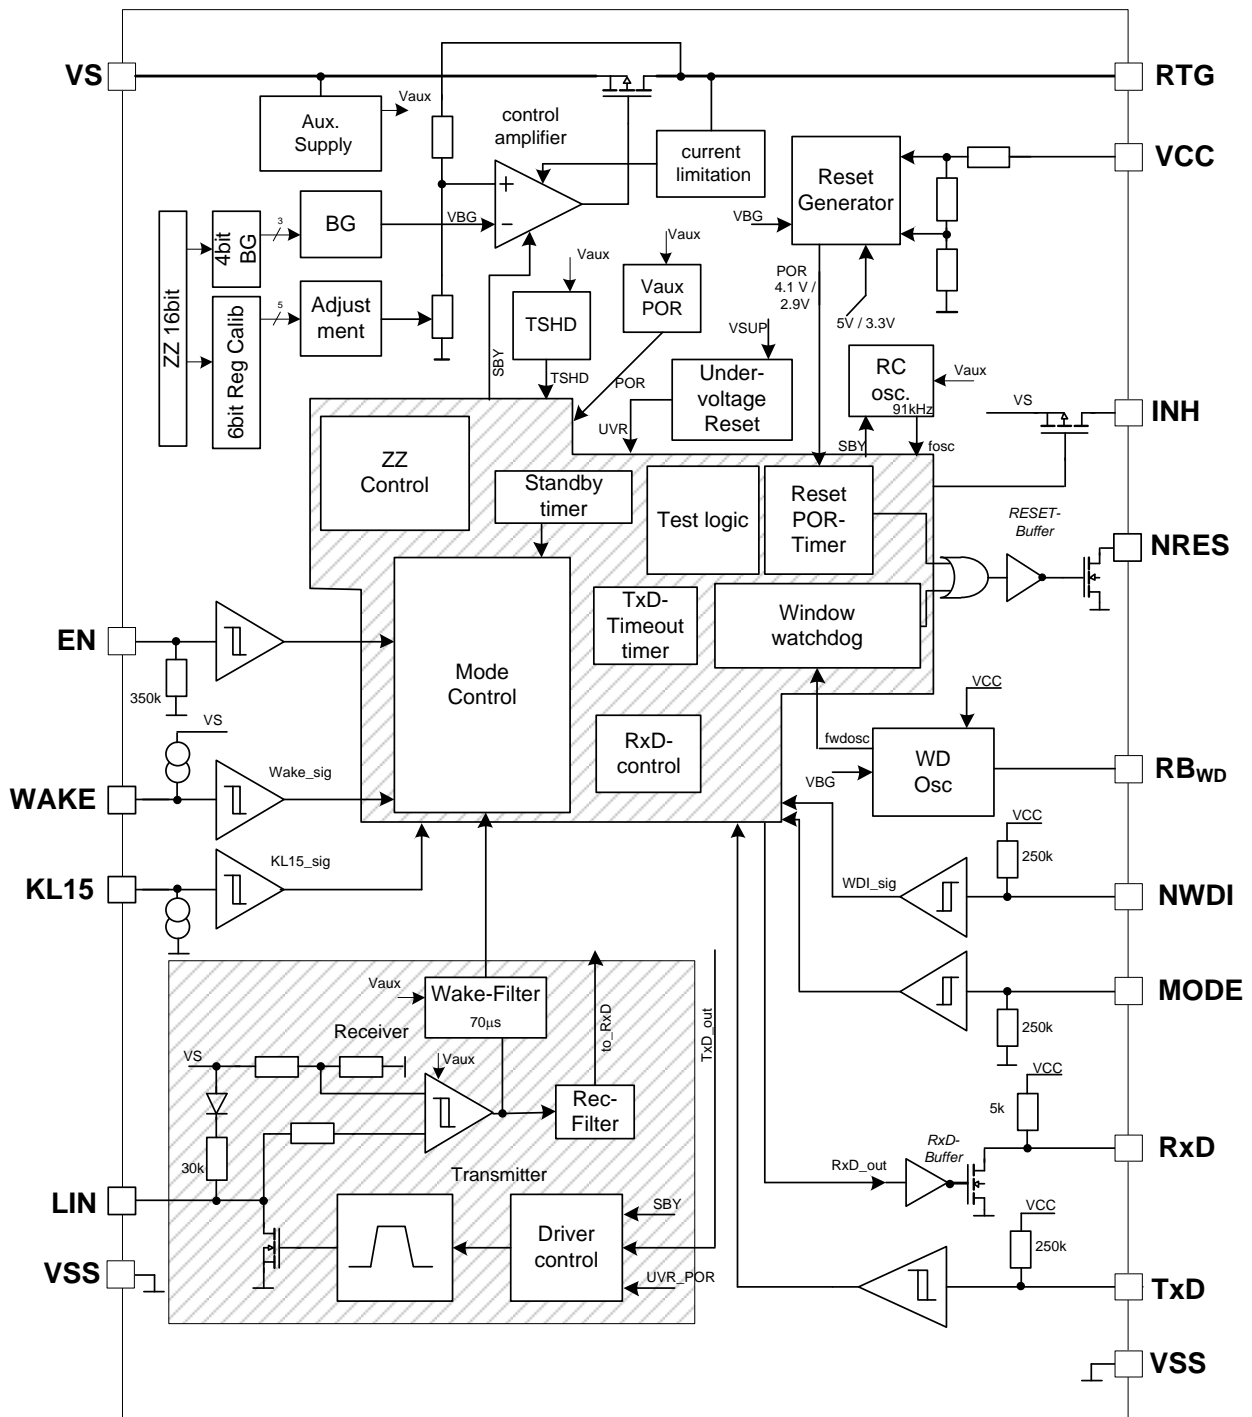 VS
RTG
Vaux
Aux.
Supply
control
amplifier
current
limitation
Reset
Generator
VCC
ZZ 16bit
4bit
BG
3
BG
VBG
+
−
VBG
6bit Reg Calib
5
Adjust
ment
SBY
Vaux
TSHD
TSHD
Vaux
Vaux
POR
POR
VSUP
Under-
voltage
Reset
UVR
POR
4.1 V /
2.9V
5V / 3.3V
RC
osc.
91kHz
Vaux
SBY
fosc
VS
INH
ZZ
Control
Standby
timer
Test logic
Reset
POR-
Timer
RESET-
Buffer
NRES
TxD-
Timeout
timer
Window
watchdog
Mode
Control
RxD-
control
EN
350k
VS
WAKE
Wake_sig
KL15
KL15_sig
VCC
fwdosc
VBG
WD
Osc
RBWD
VCC
250k
WDI_sig
NWDI
MODE
250k
Vaux
Wake-Filter
70µs
Receiver
to_RxD
TxD_out
VS
Vaux
Rec-
Filter
30k
VCC
5k
RxD-
Buffer
RxD_out
RxD
LIN
Transmitter
SBY
Driver
control
UVR_POR
VCC
250k
TxD
VSS
VSS